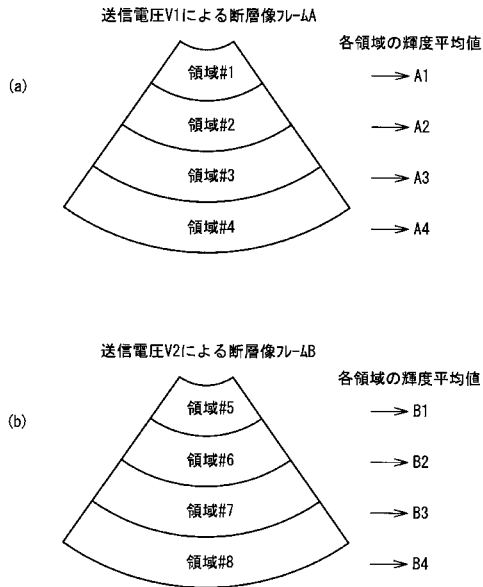 送信電圧V1による断層像フレームA
各領域の輝度平均値
(a)
領域#1
→ A1
領域#2
→ A2
領域#3
→ A3
領域#4
→ A4
送信電圧V2による断層像フレームB
各領域の輝度平均値
(b)
領域#5
→ B1
領域#6
→ B2
領域#7
→ B3
領域#8
→ B4